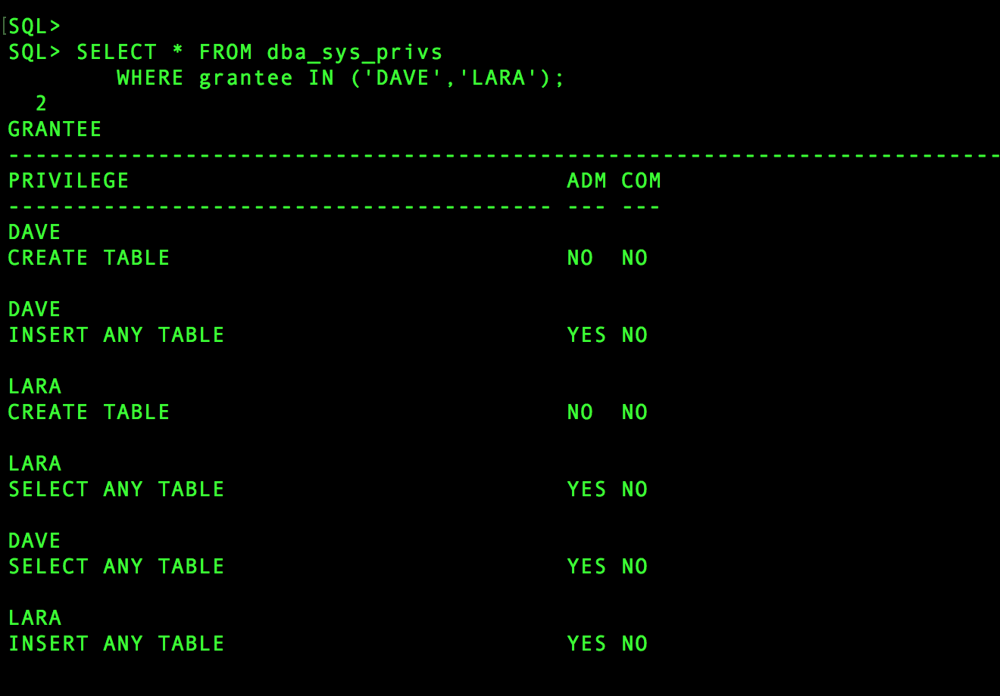 [SQL>
SQL> SELECT * FROM dba_sys_privs
        WHERE grantee IN ('DAVE','LARA');
  2
GRANTEE
-------------------------------------------------------------------------
PRIVILEGE                                ADM COM
---------------------------------------- --- ---
DAVE
CREATE TABLE                             NO  NO

DAVE
INSERT ANY TABLE                         YES NO

LARA
CREATE TABLE                             NO  NO

LARA
SELECT ANY TABLE                         YES NO

DAVE
SELECT ANY TABLE                         YES NO

LARA
INSERT ANY TABLE                         YES NO